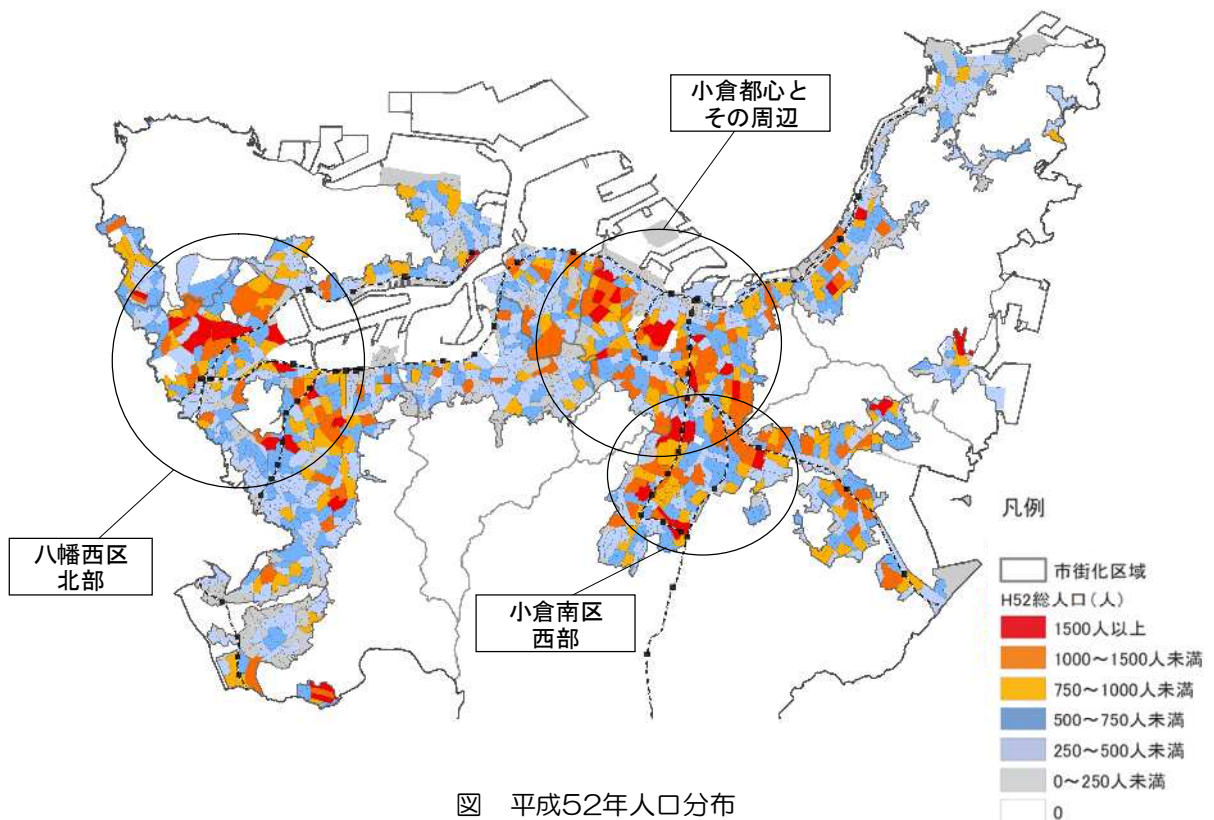 小倉都心と
その周辺
八幡西区
北部
小倉南区
西部
凡例
市街化区域
H52総人口(人)
1500人以上
1000～1500人未満
750～1000人未満
500～750人未満
250～500人未満
0～250人未満
0
図 平成52年人口分布